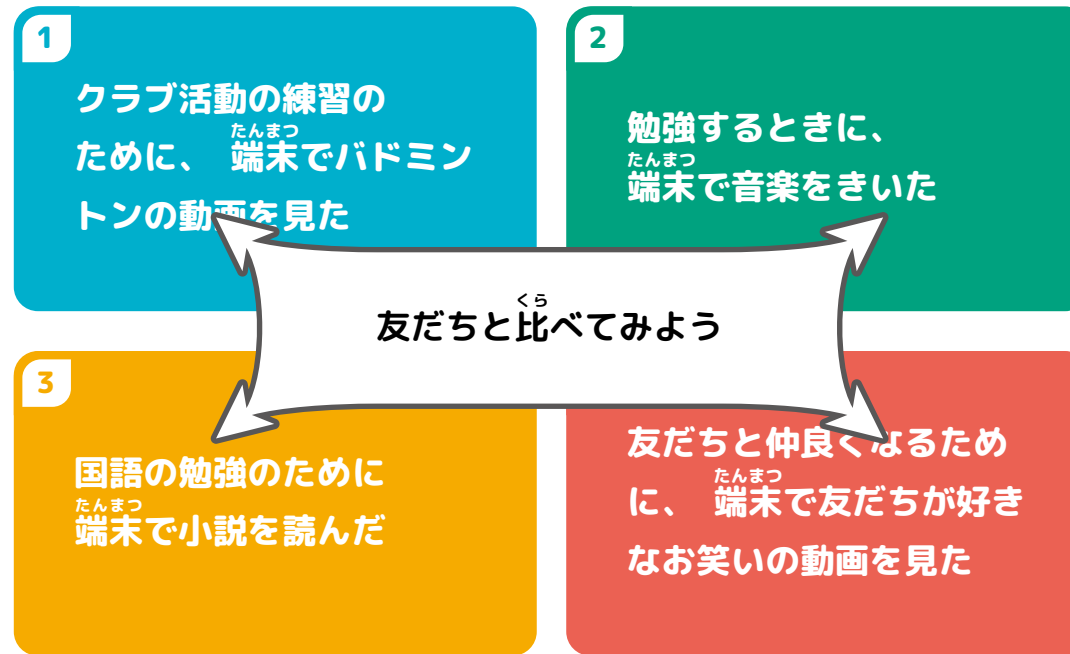 1
クラブ活動の練習の
たんまつ
ために、 端末でバドミン
トンの動画を見た
2
勉強するときに、
たんまつ
端末で音楽をきいた
くら
友だちと比べてみよう
3
国語の勉強のために
たんまつ
端末で小説を読んだ
友だちと仲良くなるため
たんまつ
に、 端末で友だちが好き
なお笑いの動画を見た